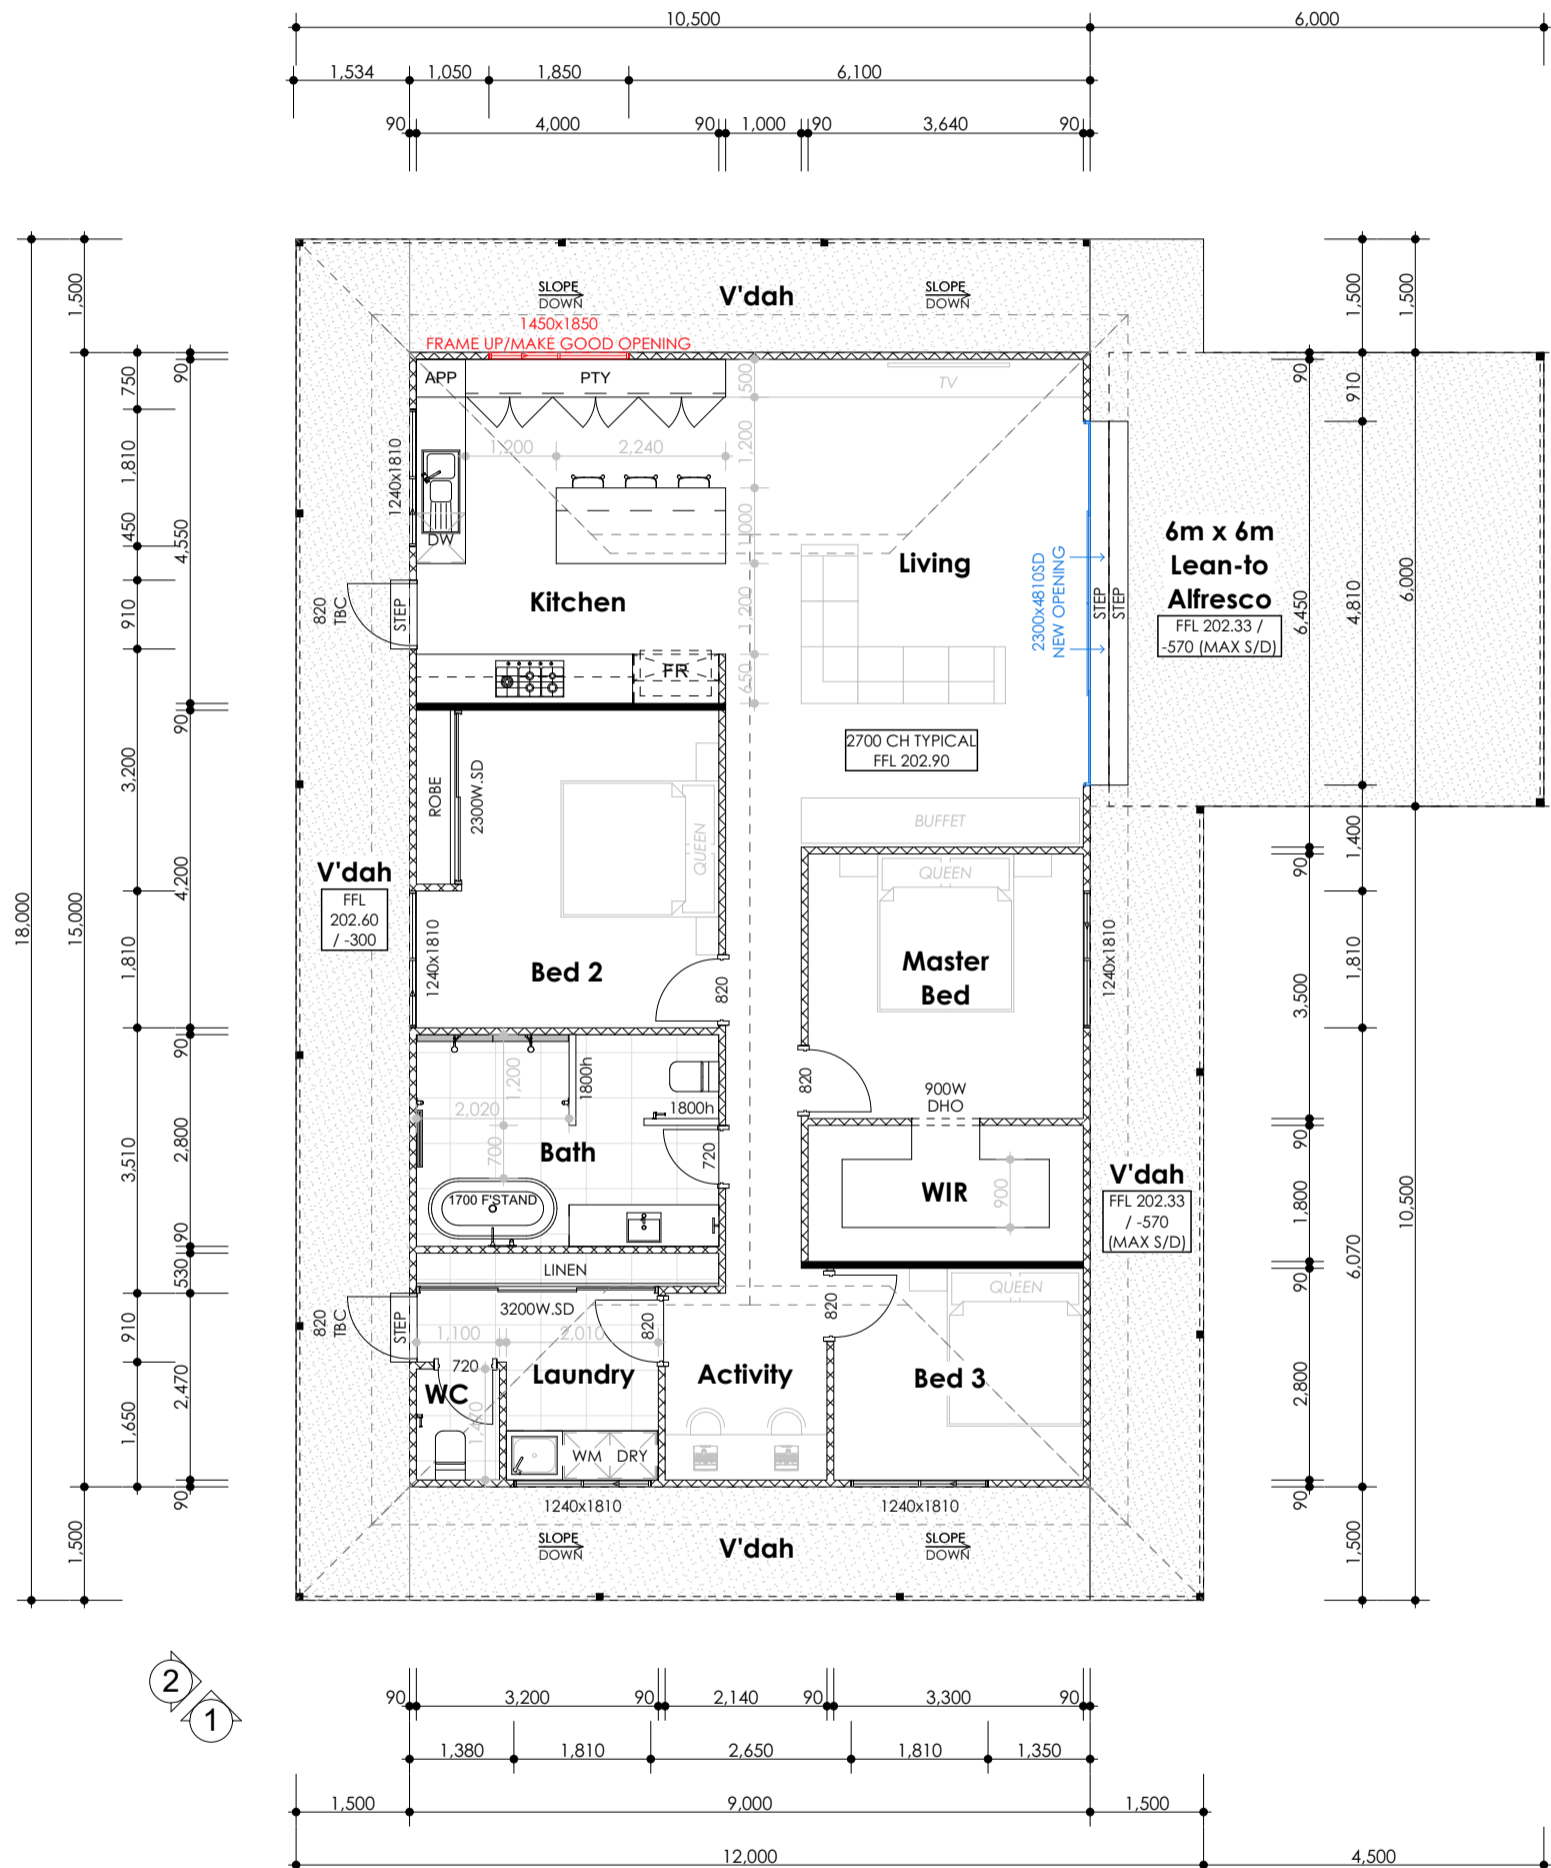 10,500
6,000
1,534
1,050
1,850
6,100
90
4,000
90
1,000
90
3,640
90
SLOPE
DOWN
V'dah
SLOPE
DOWN
1450x1850
FRAME UP/MAKE GOOD OPENING
APP
PTY
TV
500
1,200
2,240
1,200
1240x1810
DW
1,000
Living
Kitchen
820
TBC
STEP
1,200
650
FR
2300x4810SD
NEW OPENING
STEP
STEP
6m x 6m
Lean-to
Alfresco
FFL 202.33 /
-570 (MAX S/D)
2700 CH TYPICAL
FFL 202.90
ROBE
2300W.SD
QUEEN
BUFFET
QUEEN
V'dah
FFL
202.60
/ -300
1240x1810
Bed 2
820
Master
Bed
1240x1810
1,200
1800h
2,020
1800h
700
Bath
720
820
900W
DHO
1700 F'STAND
WIR
900
V'dah
FFL 202.33
/ -570
(MAX S/D)
LINEN
3200W.SD
820
TBC
STEP
1,100
2,010
820
820
QUEEN
720
WC
Laundry
Activity
Bed 3
WM
DRY
1240x1810
1240x1810
SLOPE
DOWN
V'dah
SLOPE
DOWN
18,000
1,500
15,000
1,500
750
1,810
450
910
3,200
1,810
3,510
910
1,650
90
4,550
90
4,200
90
2,800
90
530
2,470
90
90
6,450
90
3,500
90
1,800
90
2,800
90
1,500
910
4,810
1,400
1,810
6,070
1,500
1,500
6,000
10,500
2
1
90
3,200
90
2,140
90
3,300
90
1,380
1,810
2,650
1,810
1,350
1,500
9,000
1,500
12,000
4,500